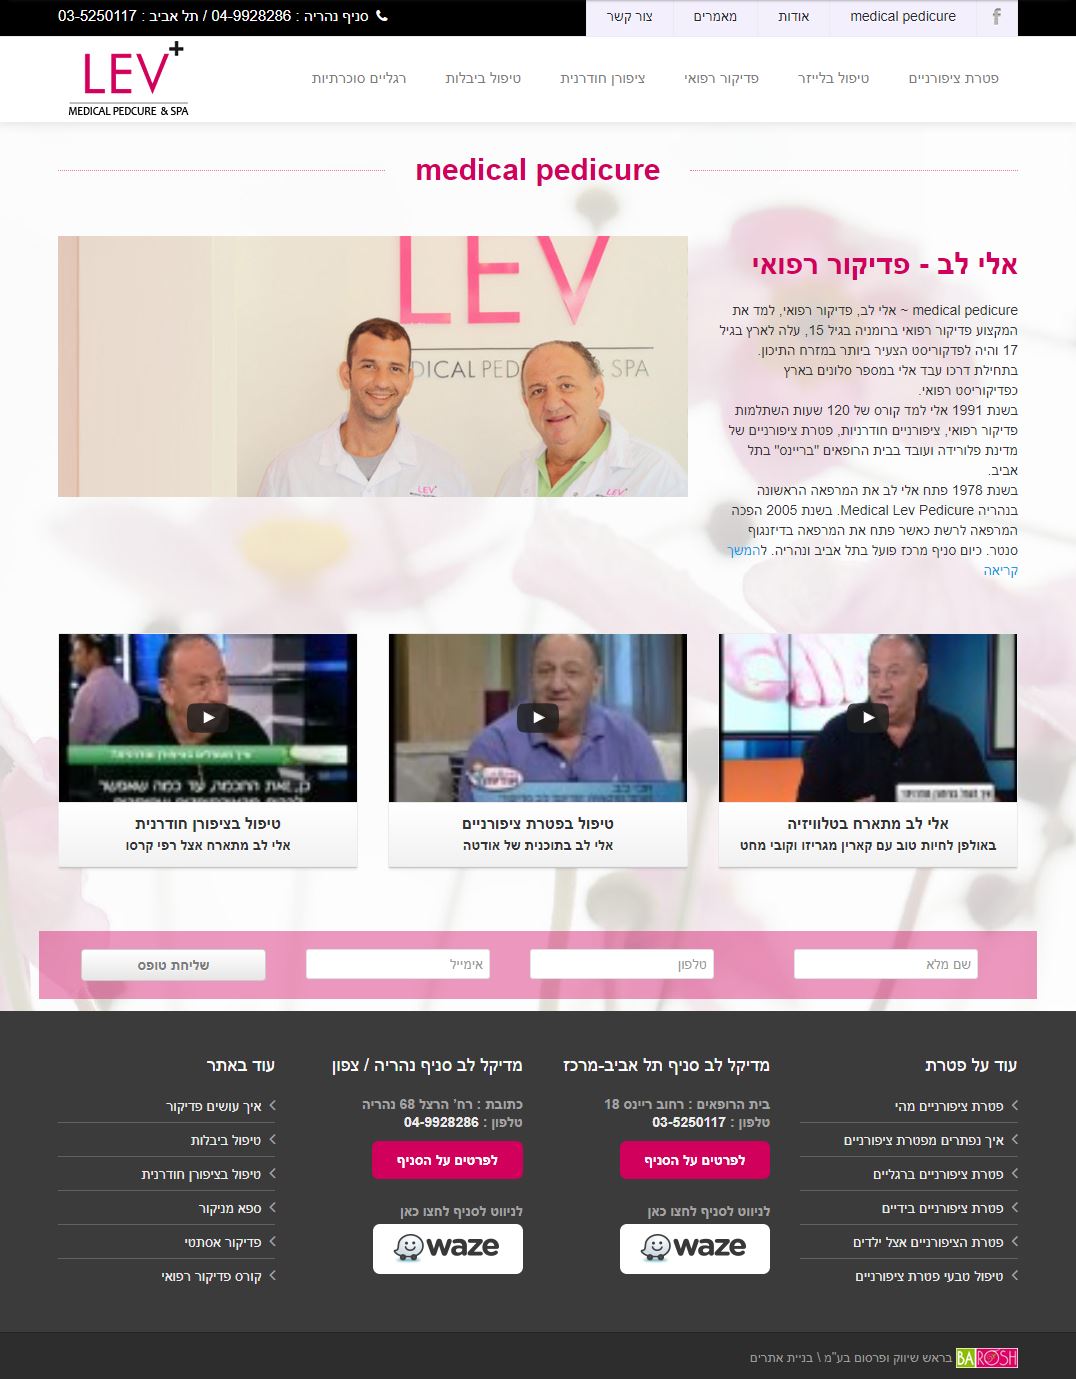 סניף נהריה : 04-9928286 / תל אביב : 03-5250117
medical pedicure
אודות
מאמרים
צור קשר
LEV+
MEDICAL PEDCURE & SPA
פטרת ציפורניים
טיפול בלייזר
פדיקור רפואי
ציפורן חודרנית
טיפול ביבלות
רגליים סוכרתיות
medical pedicure
LEV
DICAL PED & SPA
LEV
LEV
אלי לב - פדיקור רפואי
medical pedicure ~ אלי לב, פדיקור רפואי, למד את
המקצוע פדיקור רפואי ברומניה בגיל 15, עלה לארץ בגיל
17 והיה לפדקוריסט הצעיר ביותר במזרח התיכון.
בתחילת דרכו עבד אלי במספר סלונים בארץ
כפדיקוריסט רפואי.
בשנת 1991 אלי למד קורס של 120 שעות השתלמות
פדיקור רפואי, ציפורניים חודרניות, פטרת ציפורניים של
מדינת פלורידה ועובד בבית הרופאים "בריינס" בתל
אביב.
בשנת 1978 פתח אלי לב את המרפאה הראשונה
בנהריה Medical Lev Pedicure. בשנת 2005 הפכה
המרפאה לרשת כאשר פתח את המרפאה בדיזנגוף
סנטר. כיום סניף מרכז פועל בתל אביב ונהריה. להמשך
קריאה
כן, זאת החוכמה, עד כמה שאפשר
אלי לב מתארח בטלוויזיה
באולפן לחיות טוב עם קארין מגריזו וקובי מחט
טיפול בפטרת ציפורניים
אלי לב בתוכנית של אודטה
טיפול בציפורן חודרנית
אלי לב מתארח אצל רפי קרסו
שם מלא
טלפון
אימייל
שליחת טופס
עוד על פטרת
פטרת ציפורניים מהי
איך נפתרים מפטרת ציפורניים
פטרת ציפורניים ברגליים
פטרת ציפורניים בידיים
פטרת הציפורניים אצל ילדים
טיפול טבעי פטרת ציפורניים
מדיקל לב סניף תל אביב-מרכז
בית הרופאים : רחוב ריינס 18
טלפון : 03-5250117
לפרטים על הסניף
לניווט לסניף לחצו כאן
waze
מדיקל לב סניף נהריה / צפון
כתובת : רח' הרצל 68 נהריה
טלפון : 04-9928286
לפרטים על הסניף
לניווט לסניף לחצו כאן
waze
עוד באתר
איך עושים פדיקור
טיפול ביבלות
טיפול בציפורן חודרנית
ספא מניקור
פדיקור אסתטי
קורס פדיקור רפואי
BAROSH בראש שיווק ופרסום בע"מ \ בניית אתרים